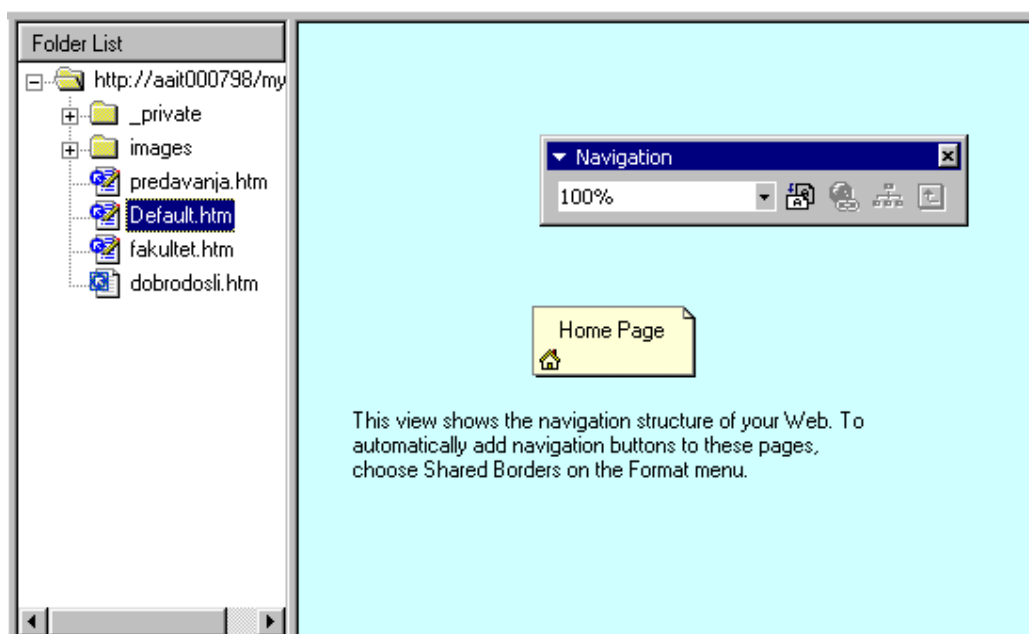 Folder List
http://aait000798/my
_private
images
predavanja.htm
Default.htm
fakultet.htm
dobrodosli.htm
Navigation
100%
Home Page
This view shows the navigation structure of your Web. To
automatically add navigation buttons to these pages,
choose Shared Borders on the Format menu.